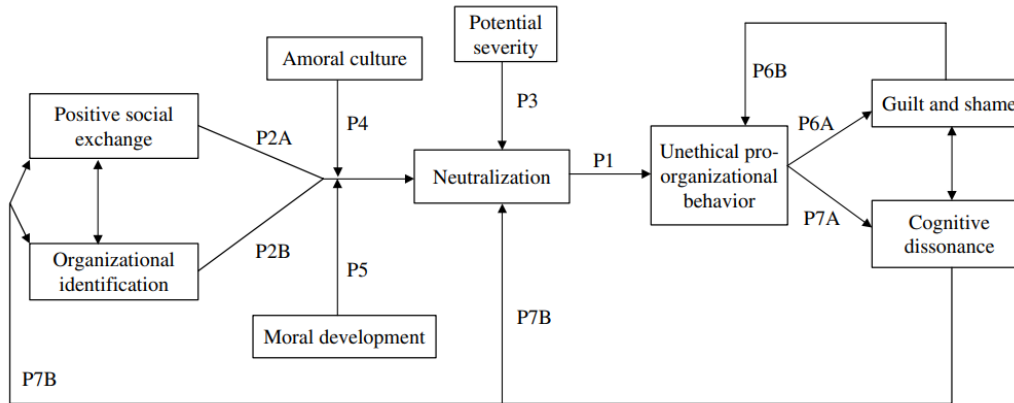 Potential
severity
Amoral culture
P6B
Positive social
exchange
P2A
P4
P3
Guilt and shame
P6A
Neutralization
P1
Unethical pro-
organizational
behavior
P7A
Organizational
identification
P2B
P5
Cognitive
dissonance
Moral development
P7B
P7B